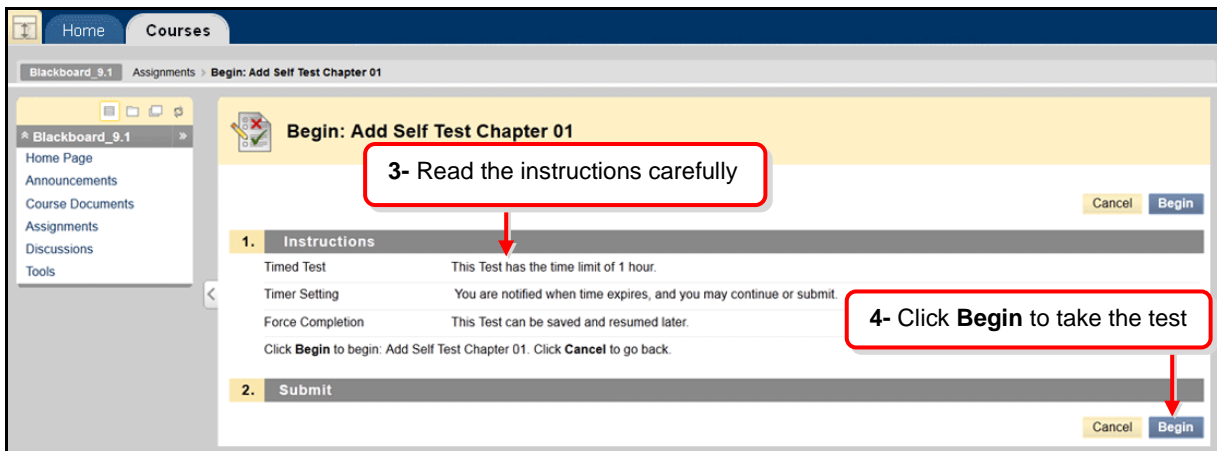 Home
Courses
Blackboard_9.1 Assignments > Begin: Add Self Test Chapter 01
Blackboard_9.1
Home Page
Announcements
Course Documents
Assignments
Discussions
Tools
Begin: Add Self Test Chapter 01
3- Read the instructions carefully
Cancel Begin
1. Instructions
Timed Test This Test has the time limit of 1 hour.
Timer Setting You are notified when time expires, and you may continue or submit.
Force Completion This Test can be saved and resumed later.
Click Begin to begin: Add Self Test Chapter 01. Click Cancel to go back.
4- Click Begin to take the test
2. Submit
Cancel Begin